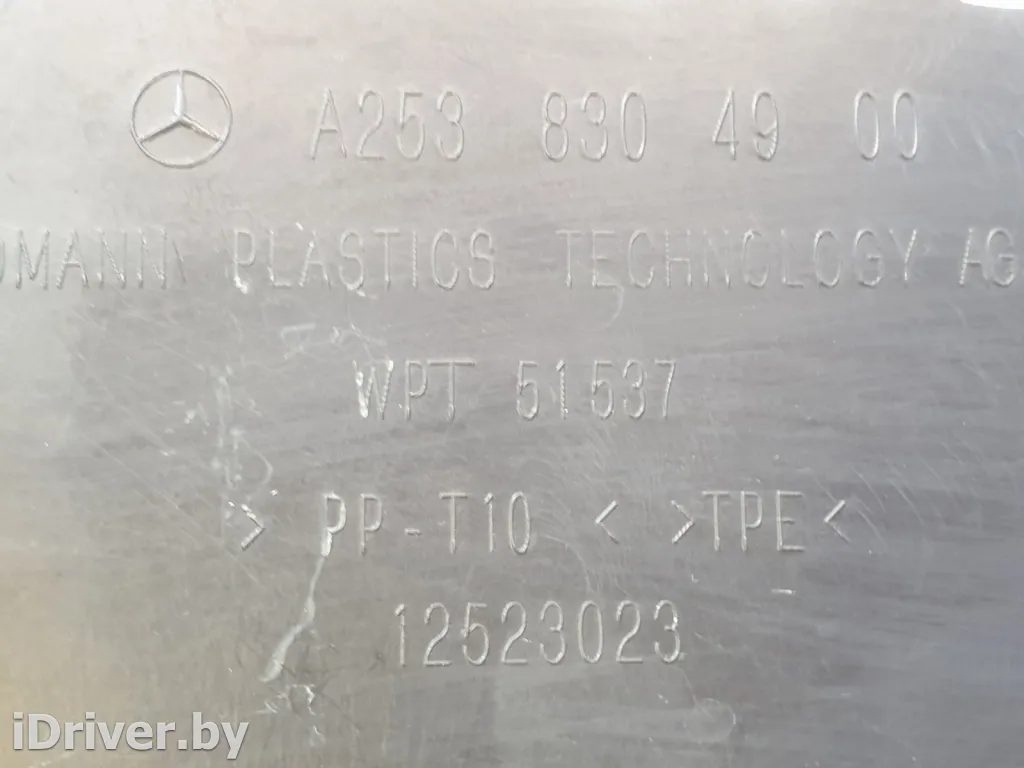 A253 830 49 00
PLASTICS TECHNOLOGY AG
WPT 51537
> PP-T10 < >TPE<
12523023
iDriver.by